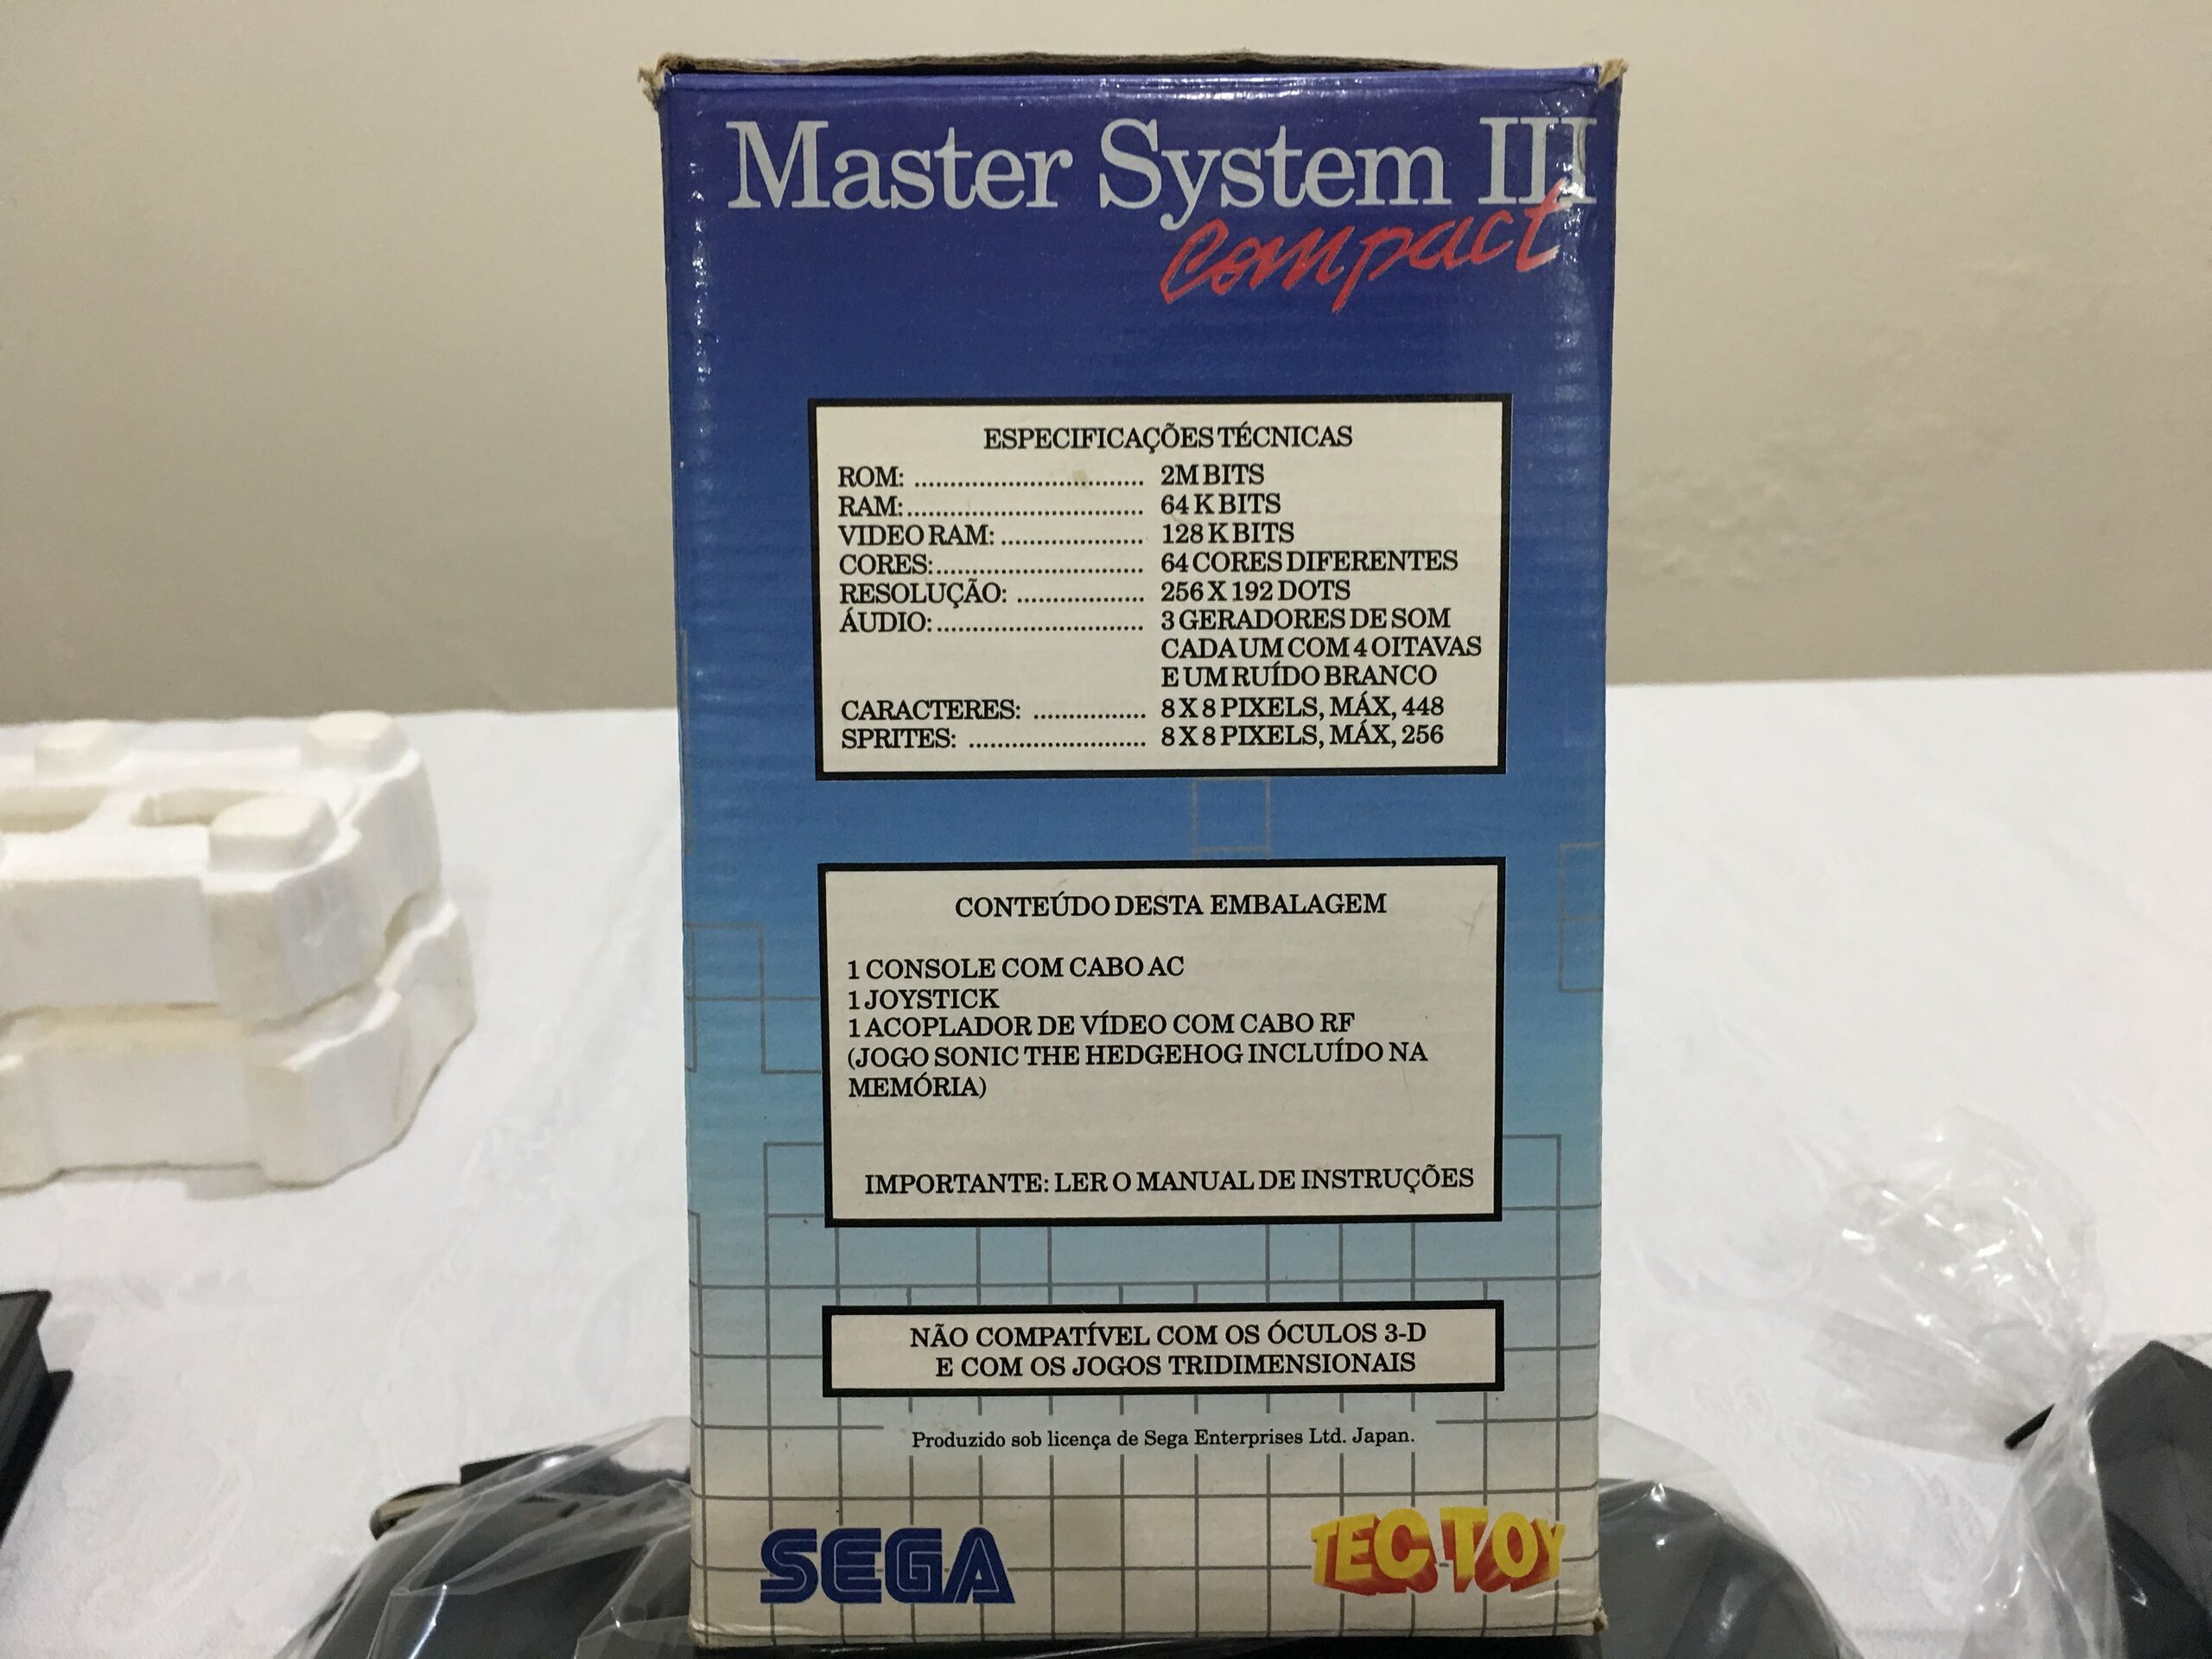 Master System III
Compact
ESPECIFICAÇÕES TÉCNICAS
ROM: ................................ 2M BITS
RAM:................................. 64 K BITS
VIDEO RAM: .................... 128 K BITS
CORES:............................. 64 CORES DIFERENTES
RESOLUÇÃO: .................. 256 X 192 DOTS
ÁUDIO:............................. 3 GERADORES DE SOM
CADA UM COM 4 OITAVAS
E UM RUÍDO BRANCO
CARACTERES: ................ 8 X 8 PIXELS, MÁX, 448
SPRITES: ......................... 8 X 8 PIXELS, MÁX, 256
CONTEÚDO DESTA EMBALAGEM
1 CONSOLE COM CABO AC
1 JOYSTICK
1 ACOPLADOR DE VÍDEO COM CABO RF
(JOGO SONIC THE HEDGEHOG INCLUÍDO NA
MEMÓRIA)
IMPORTANTE: LER O MANUAL DE INSTRUÇÕES
NÃO COMPATÍVEL COM OS ÓCULOS 3-D
E COM OS JOGOS TRIDIMENSIONAIS
Produzido sob licença de Sega Enterprises Ltd. Japan.
SEGA
TEC TOY